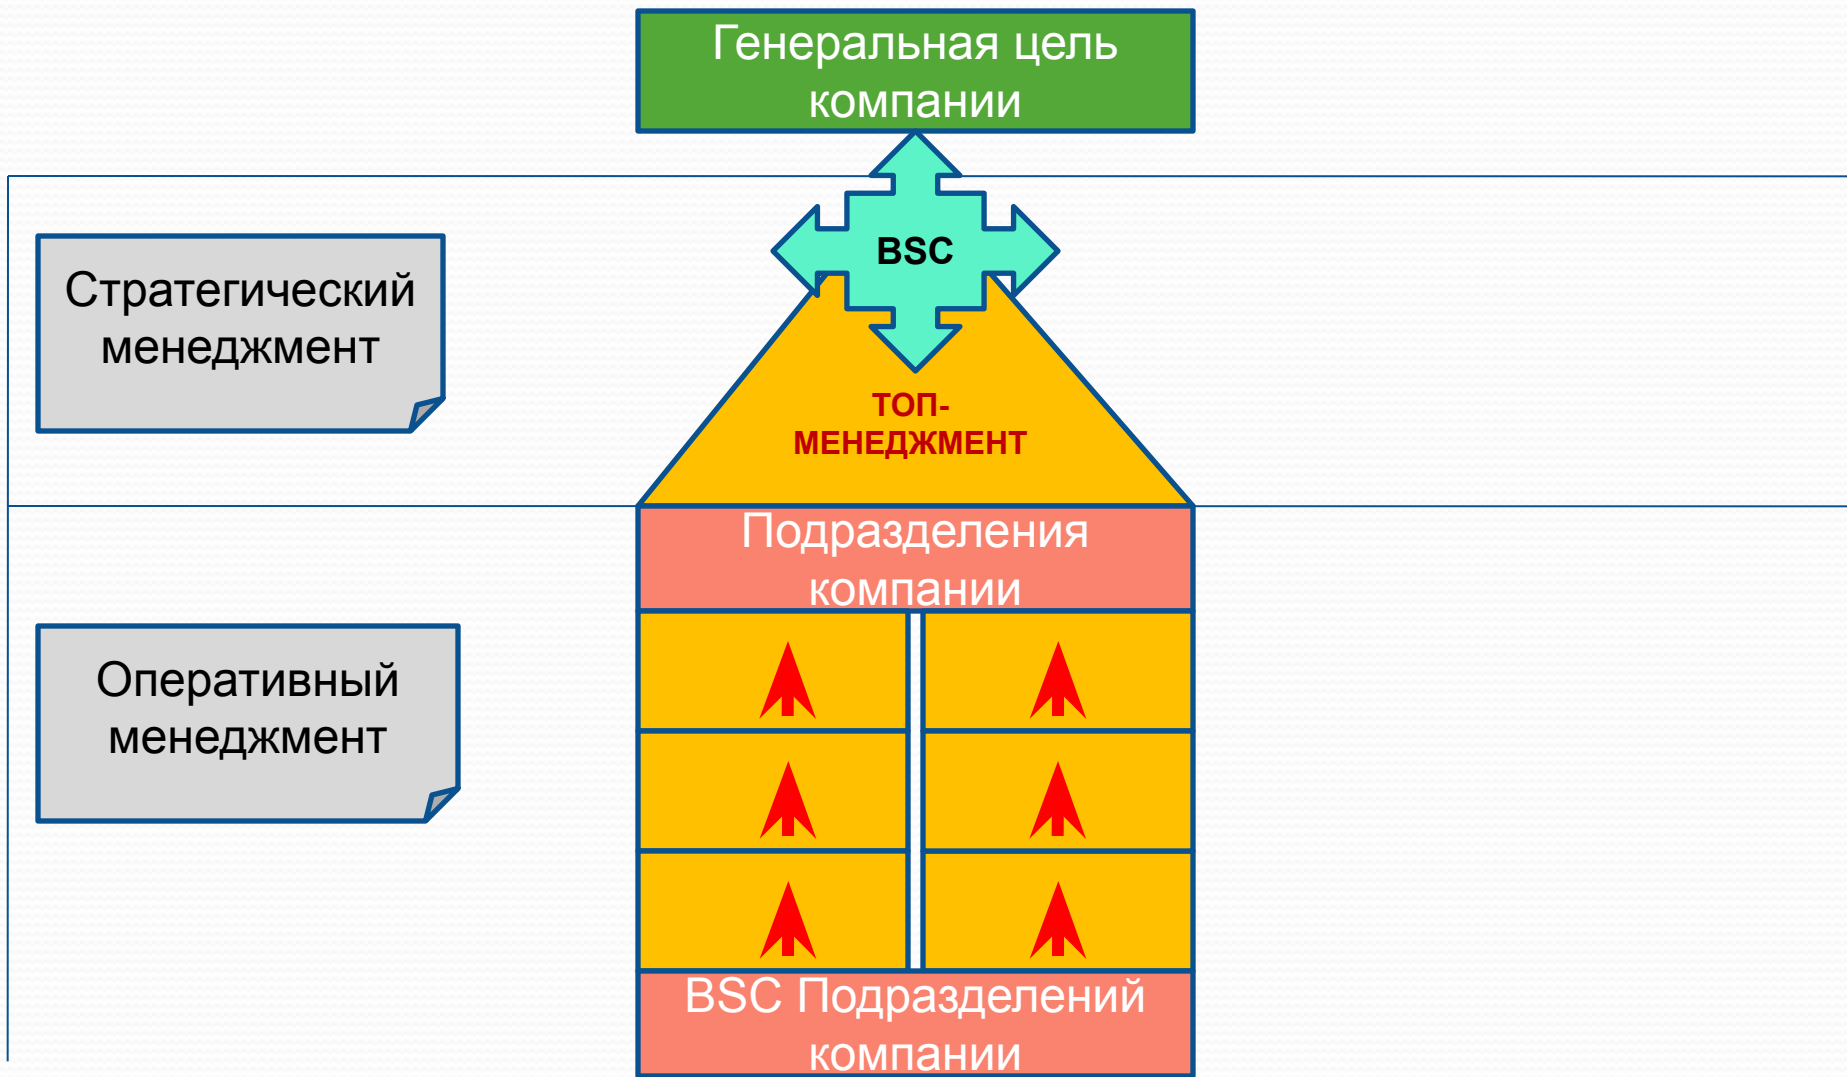 Генеральная цель
компании
BSC
Стратегический
менеджмент
ТОП-
МЕНЕДЖМЕНТ
Подразделения
компании
Оперативный
менеджмент
BSC Подразделений
компании